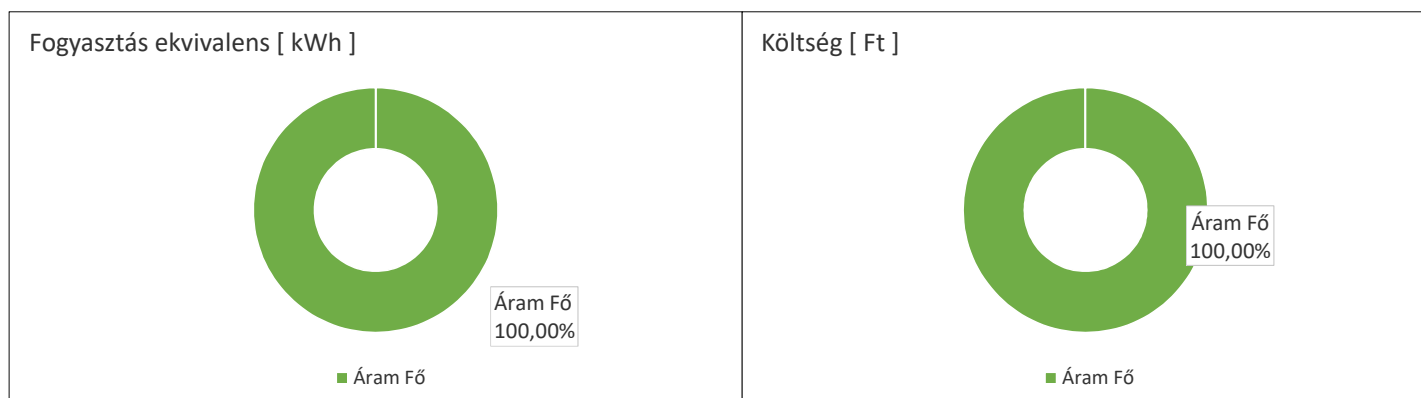 Fogyasztás ekvivalens [ kWh ]
Áram Fő
100,00%
Áram Fő
Költség [ Ft ]
Áram Fő
100,00%
Áram Fő